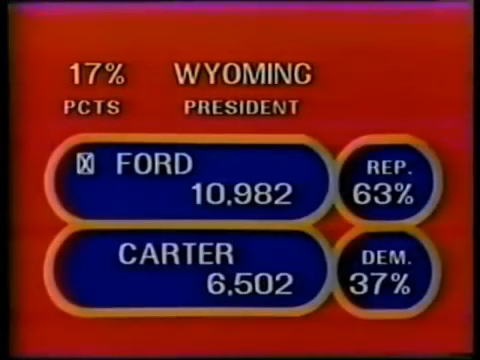 17% WYOMING
PCTS PRESIDENT
☒ FORD REP.
10,982 63%
CARTER DEM.
6,502 37%